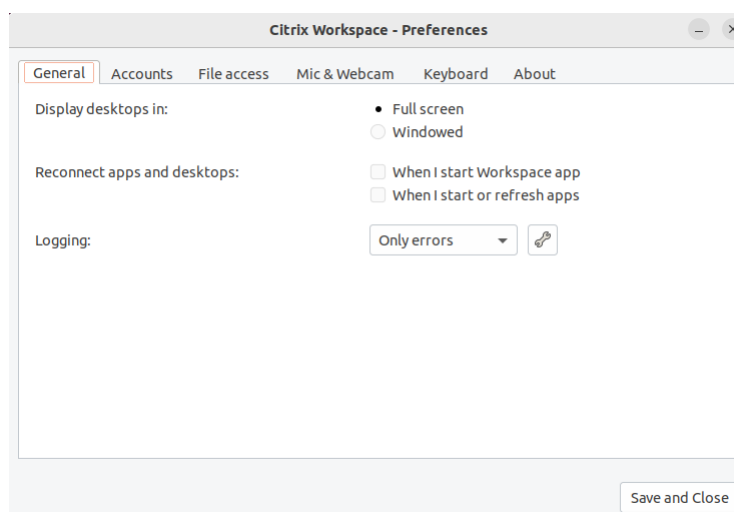 Citrix Workspace - Preferences
General Accounts File access Mic & Webcam Keyboard About
Display desktops in: Full screen
Windowed
Reconnect apps and desktops: When I start Workspace app
When I start or refresh apps
Logging: Only errors
Save and Close